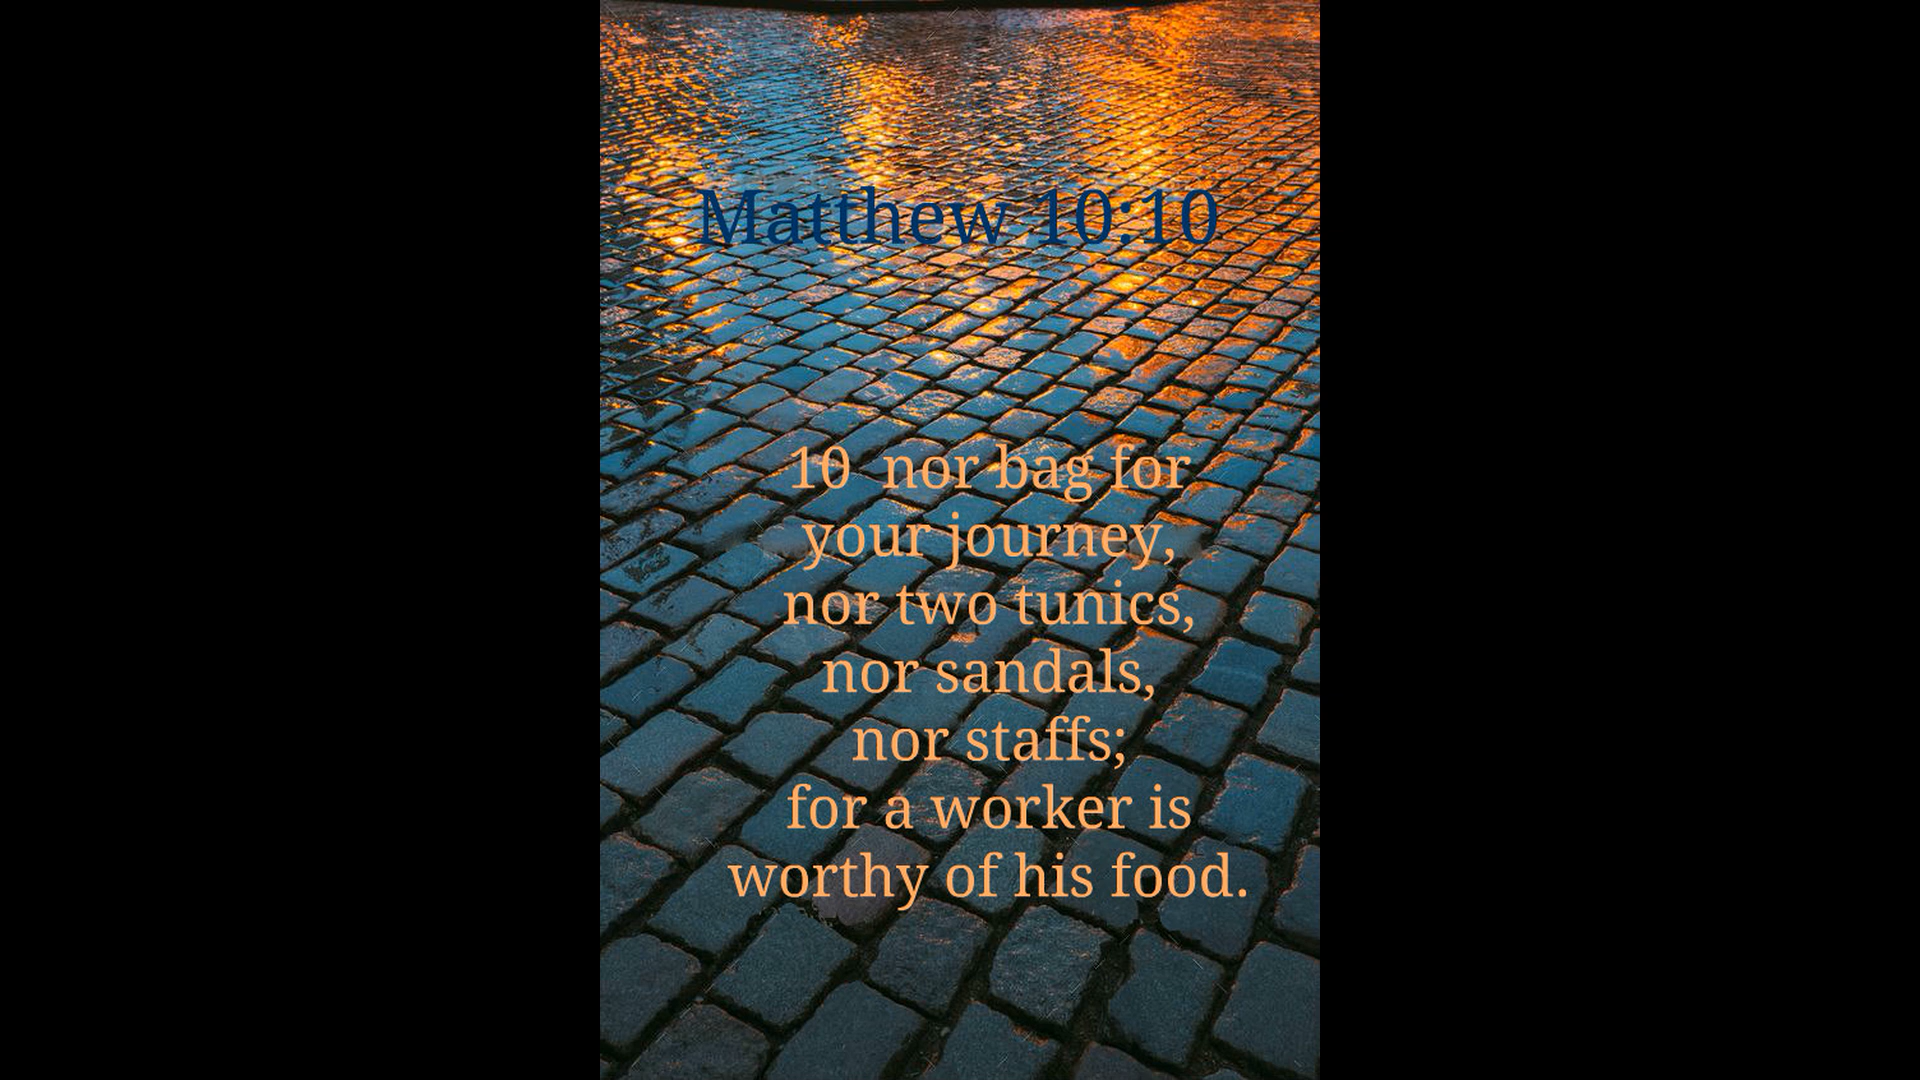 Matthew 10:10
10  nor bag for
your journey,
nor two tunics,
nor sandals,
nor staffs;
for a worker is
worthy of his food.